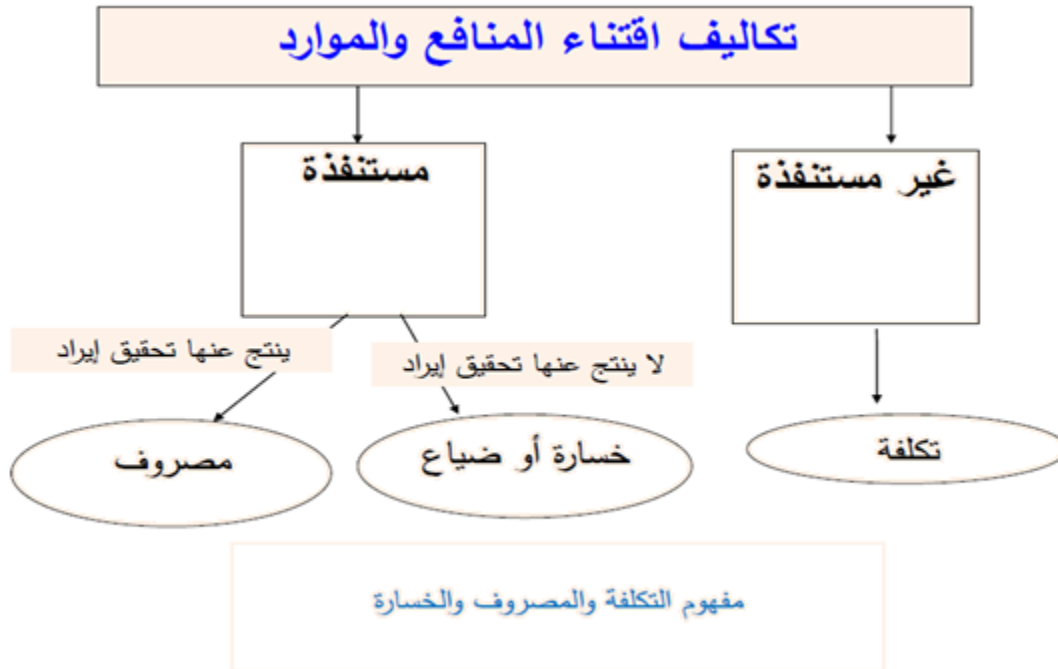 تكاليف اقتناء المنافع والموارد
غير مستنفذة
مستنفذة
لا ينتج عنها تحقيق إيراد
ينتج عنها تحقيق إيراد
تكلفة
خسارة أو ضياع
مصروف
مفهوم التكلفة والمصروف والخسارة